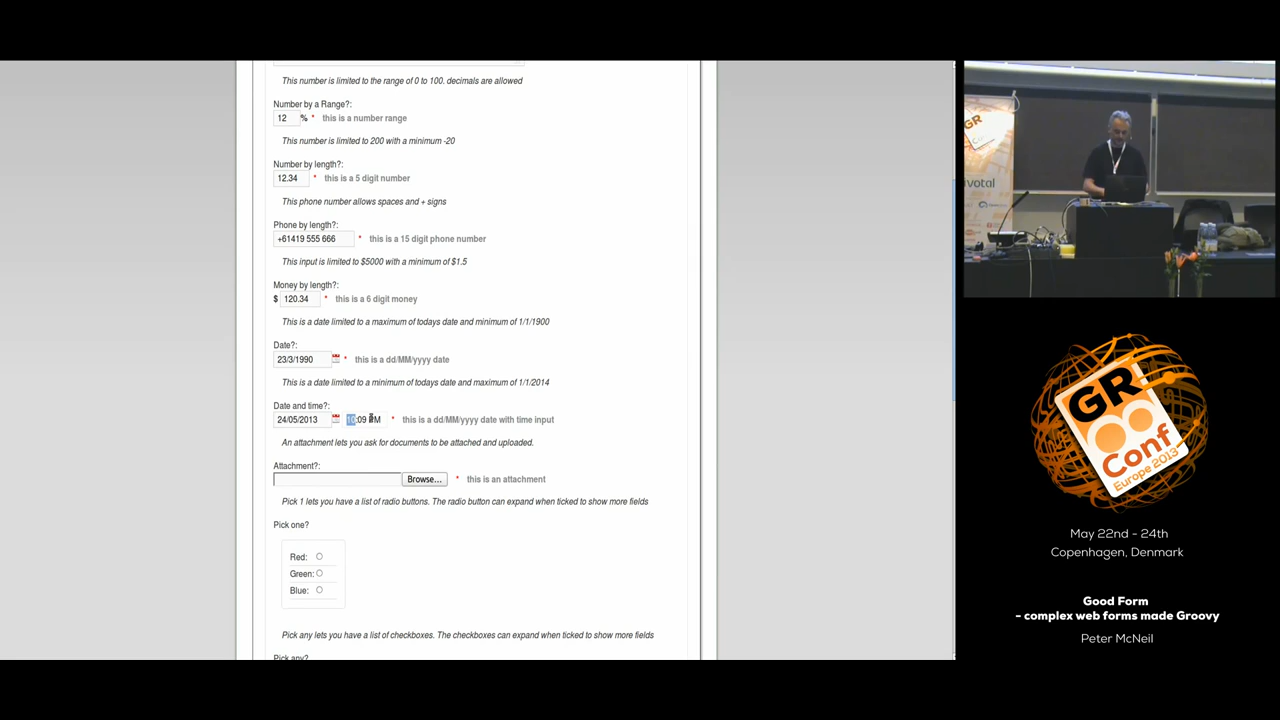 This number is limited to the range of 0 to 100. decimals are allowed
Number by a Range?:
12 % * this is a number range
This number is limited to 200 with a minimum -20
Number by length?:
12.34 * this is a 5 digit number
This phone number allows spaces and + signs
Phone by length?:
+61419 555 666 * this is a 15 digit phone number
This input is limited to $5000 with a minimum of $1.5
Money by length?:
$ 120.34 * this is a 6 digit money
This is a date limited to a maximum of todays date and minimum of 1/1/1900
Date?:
23/3/1990 * this is a dd/MM/yyyy date
This is a date limited to a minimum of todays date and maximum of 1/1/2014
Date and time?:
24/05/2013 10:09 PM * this is a dd/MM/yyyy date with time input
An attachment lets you ask for documents to be attached and uploaded.
Attachment?:
Browse... * this is an attachment
Pick 1 lets you have a list of radio buttons. The radio button can expand when ticked to show more fields
Pick one?
Red:
Green:
Blue:
Pick any lets you have a list of checkboxes. The checkboxes can expand when ticked to show more fields
Pick any?
GR
votal
GR
Conf
Europe 2013
May 22nd - 24th
Copenhagen, Denmark
Good Form
- complex web forms made Groovy
Peter McNeil